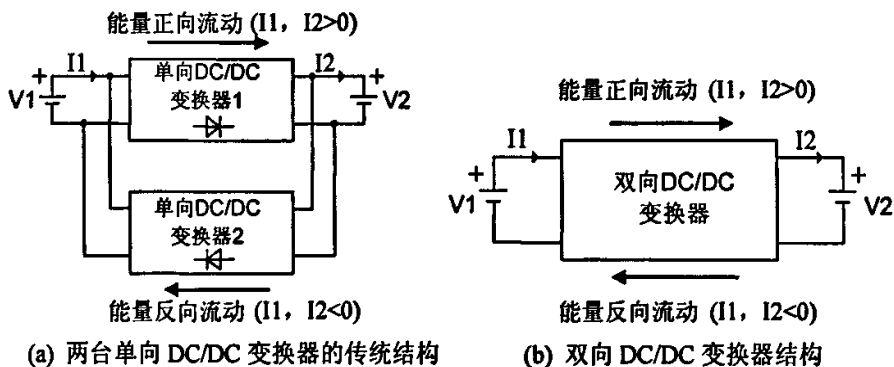 能量正向流动 (I1，I2>0)
I1
单向DC/DC
变换器1
I2
+
V1
+
V2
单向DC/DC
变换器2
能量反向流动 (I1，I2<0)
(a) 两台单向 DC/DC 变换器的传统结构
能量正向流动 (I1，I2>0)
I1
双向DC/DC
变换器
I2
+
V1
+
V2
能量反向流动 (I1，I2<0)
(b) 双向 DC/DC 变换器结构